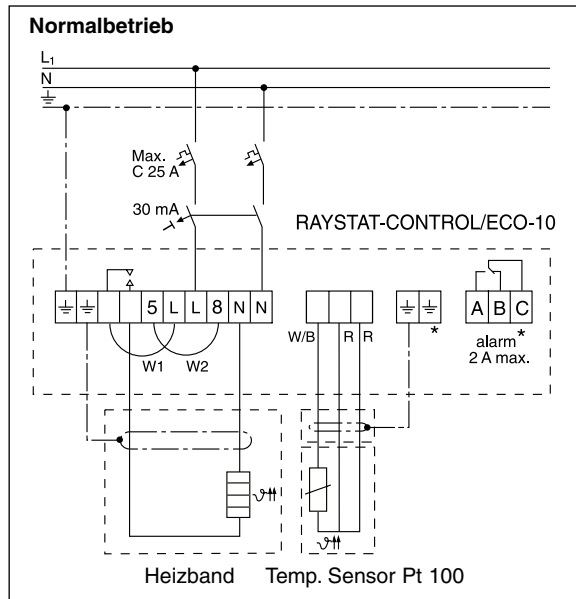 Normalbetrieb
L1
N
Max.
C 25 A
30 mA
RAYSTAT-CONTROL/ECO-10
5 L L 8 N N
A B C
W/B R R
*
alarm*
2 A max.
W1 W2
ϑ
ϑ
Heizband Temp. Sensor Pt 100